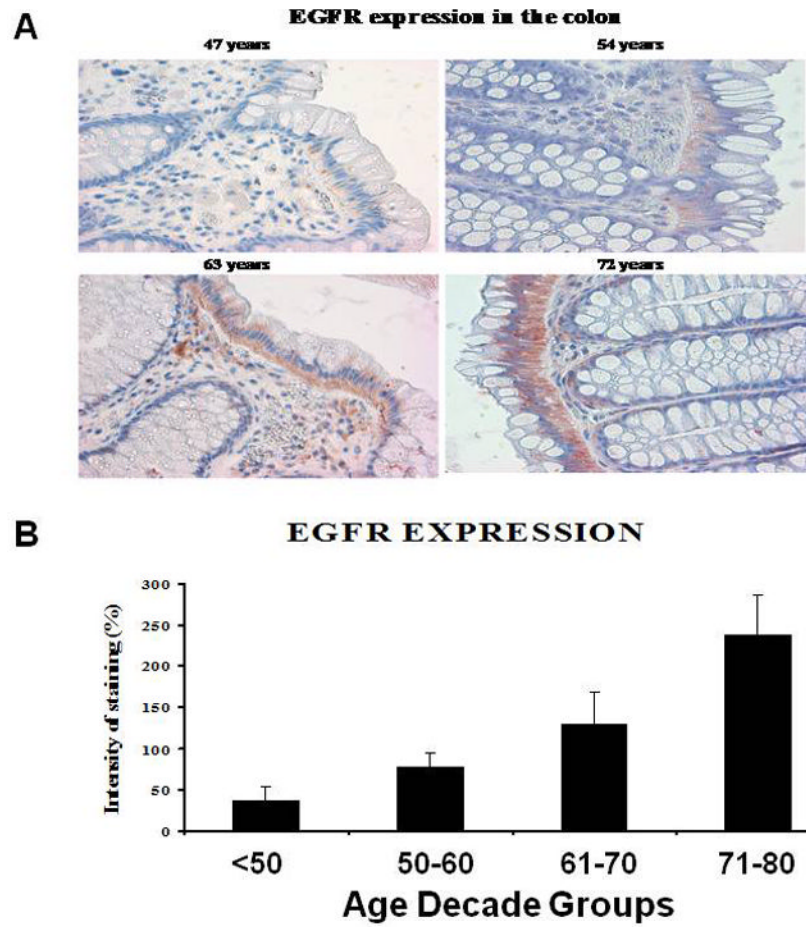 A
EGFR expression in the colon
47 years
54 years
63 years
72 years
B
EGFR EXPRESSION
Intensity of staining (%)
300
250
200
150
100
50
0
<50
50-60
61-70
71-80
Age Decade Groups